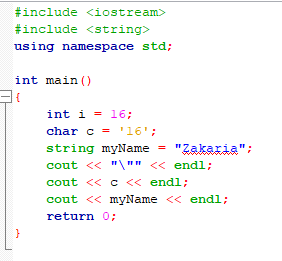 #include <iostream>
#include <string>
using namespace std;
int main()
{
int i = 16;
char c = '16';
string myName = "Zakaria";
cout << "\"" << endl;
cout << c << endl;
cout << myName << endl;
return 0;
}